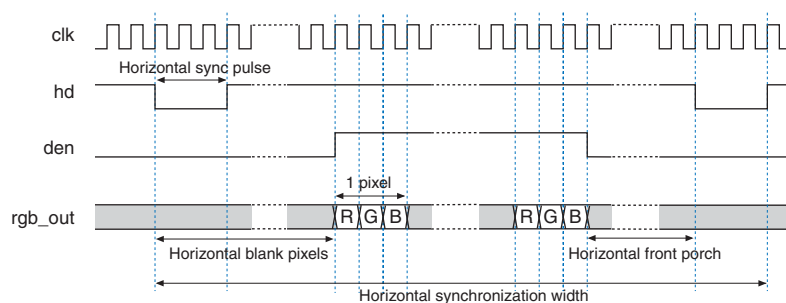 clk
Horizontal sync pulse
hd
den
1 pixel
rgb_out
R G B
R G B
Horizontal blank pixels
Horizontal front porch
Horizontal synchronization width